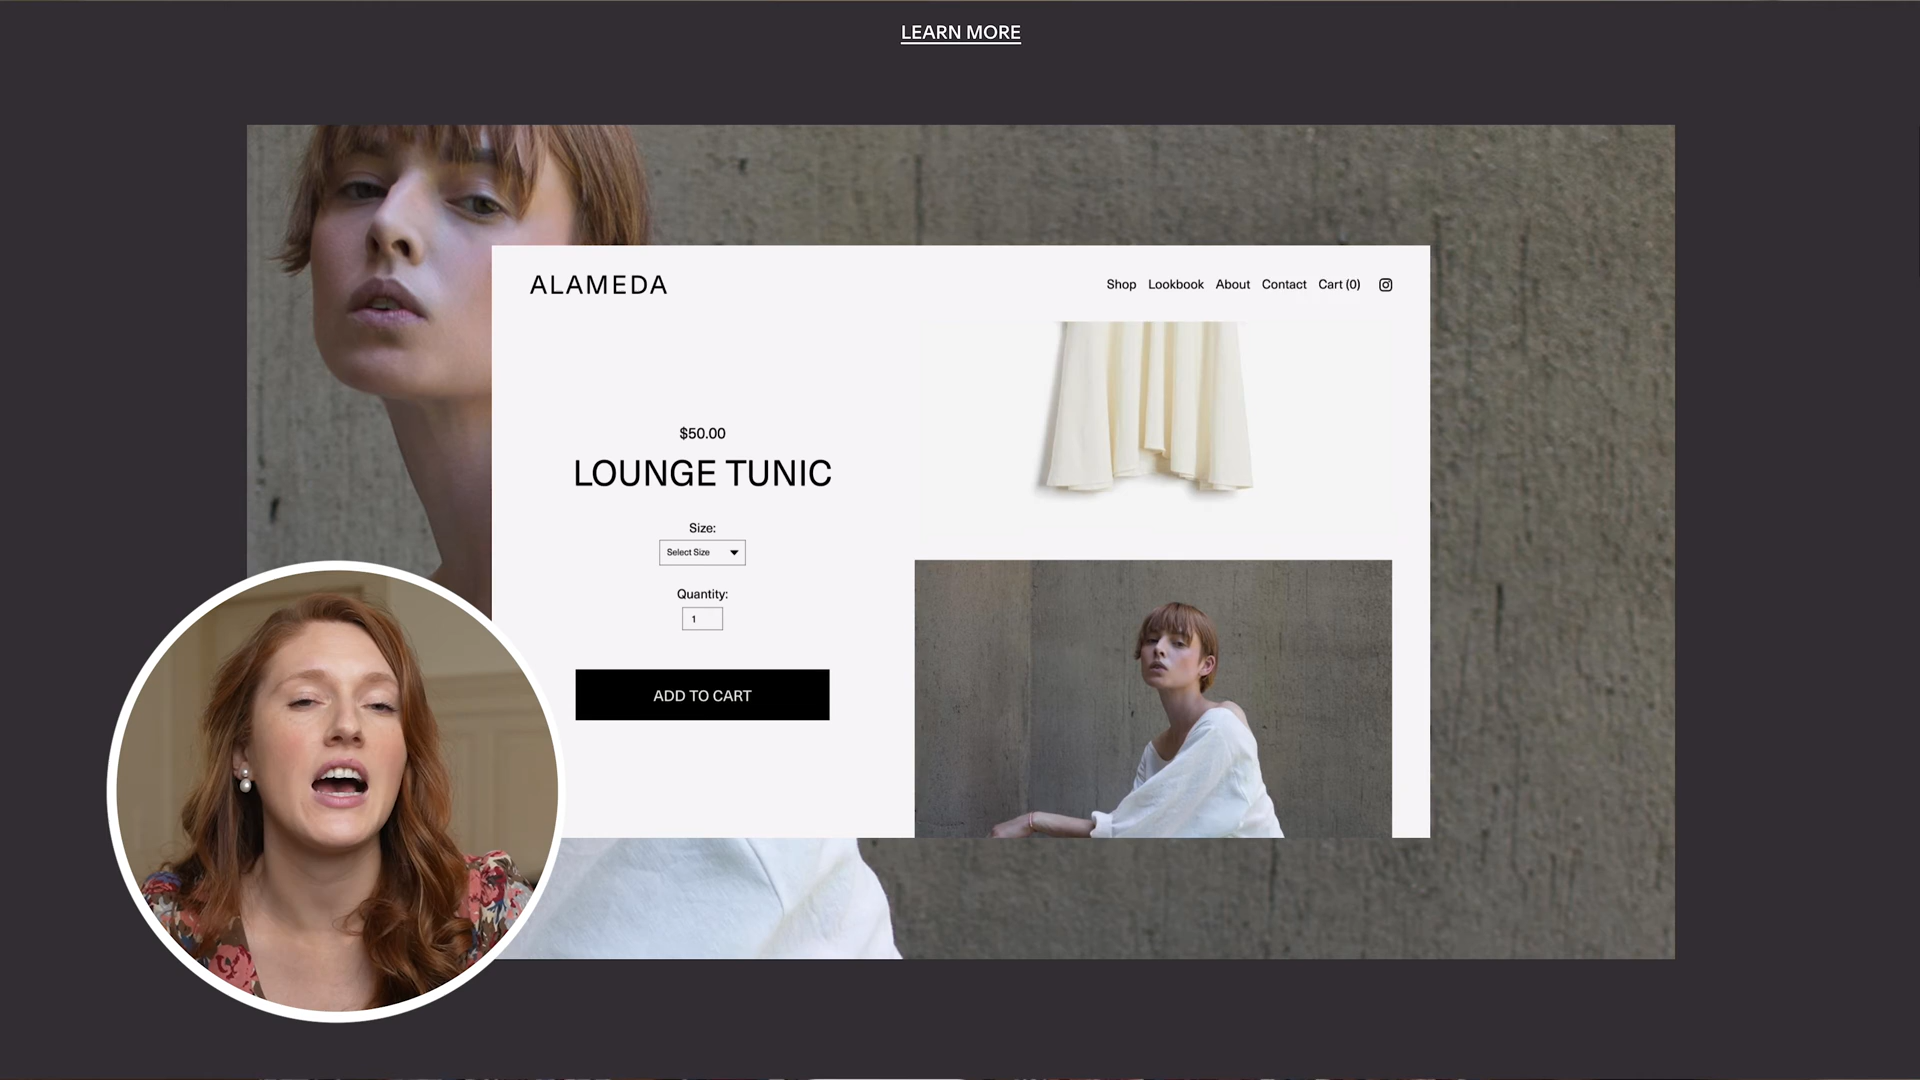 LEARN MORE
ALAMEDA
Shop Lookbook About Contact Cart (0)
$50.00
LOUNGE TUNIC
Size:
Select Size
Quantity:
1
ADD TO CART